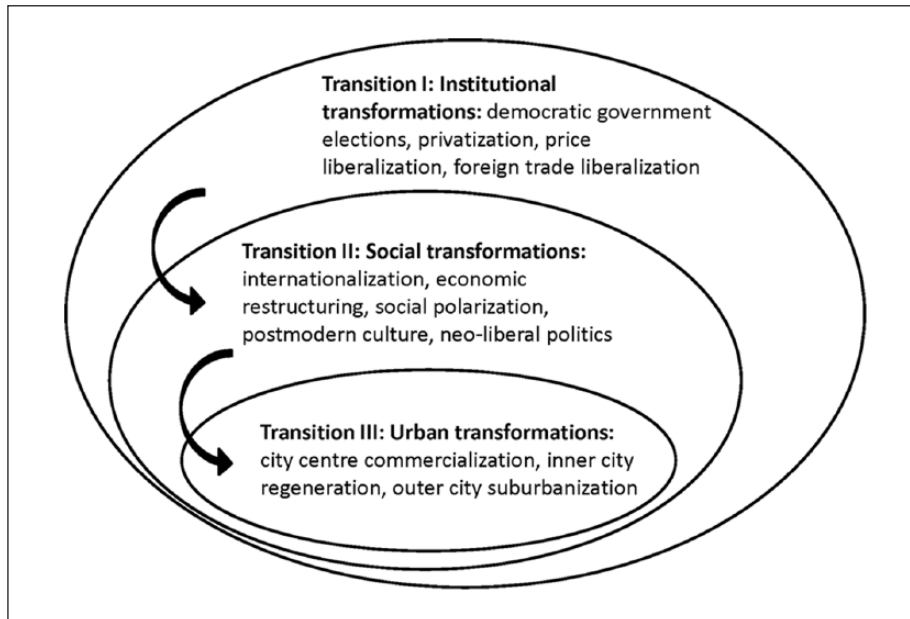 Transition I: Institutional
transformations: democratic government
elections, privatization, price
liberalization, foreign trade liberalization
Transition II: Social transformations:
internationalization, economic
restructuring, social polarization,
postmodern culture, neo-liberal politics
Transition III: Urban transformations:
city centre commercialization, inner city
regeneration, outer city suburbanization